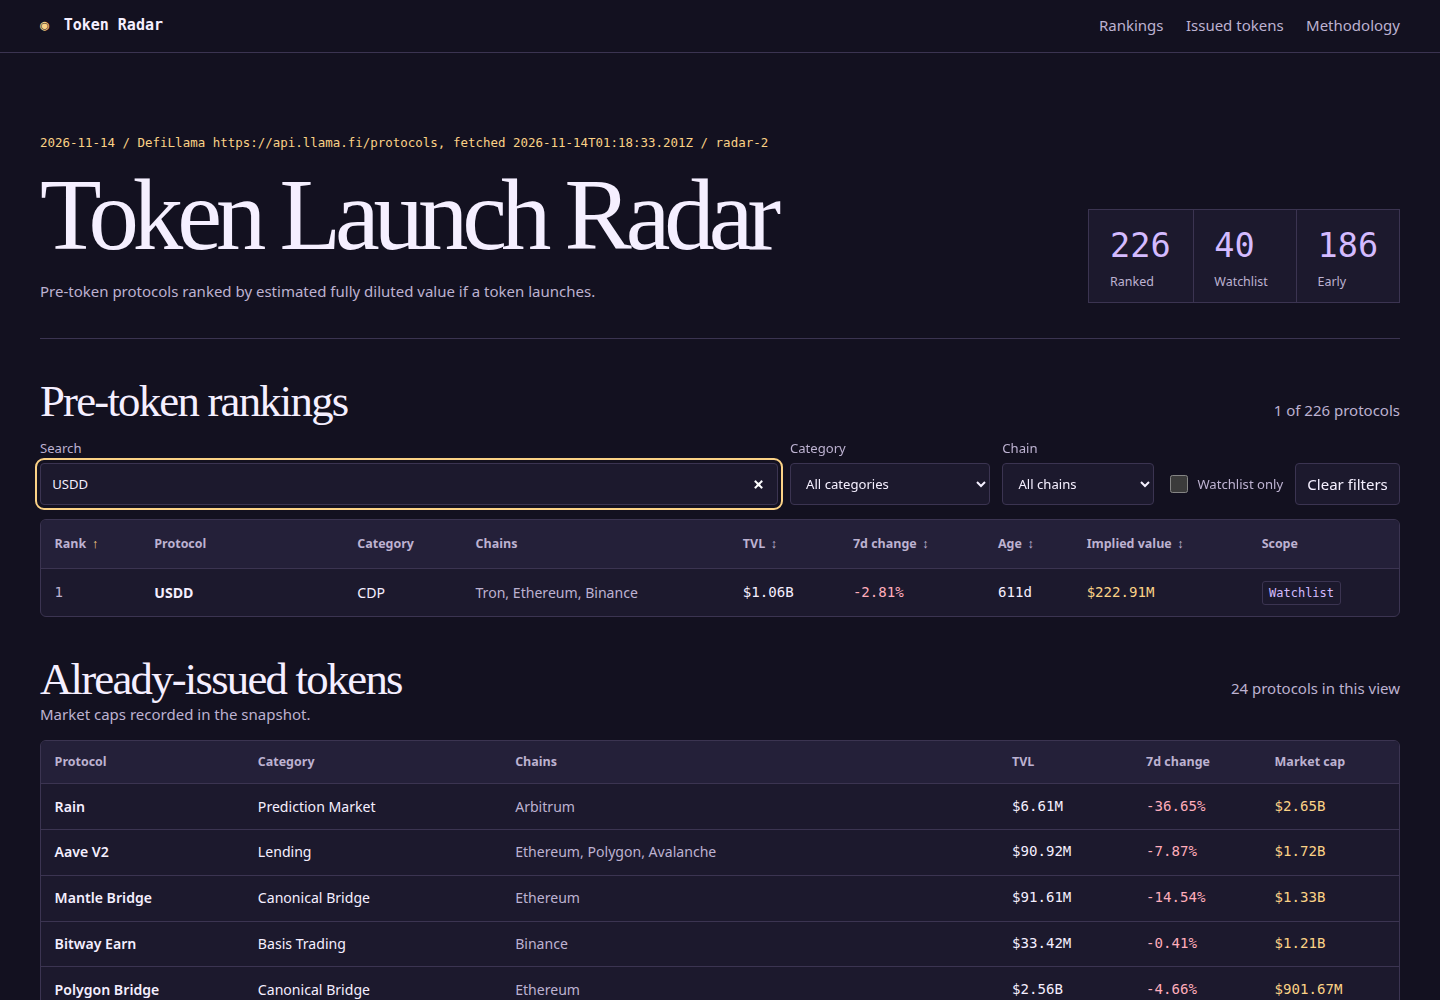 ◉ Token Radar
Rankings Issued tokens Methodology
2026-11-14 / DefiLlama https://api.llama.fi/protocols, fetched 2026-11-14T01:18:33.201Z / radar-2
Token Launch Radar
Pre-token protocols ranked by estimated fully diluted value if a token launches.
226 40 186
Ranked Watchlist Early
Pre-token rankings
1 of 226 protocols
Search Category Chain
USDD × All categories All chains Watchlist only Clear filters
Rank ↑ Protocol Category Chains TVL ↕ 7d change ↕ Age ↕ Implied value ↕ Scope
1 USDD CDP Tron, Ethereum, Binance $1.06B -2.81% 611d $222.91M Watchlist
Already-issued tokens
24 protocols in this view
Market caps recorded in the snapshot.
Protocol Category Chains TVL 7d change Market cap
Rain Prediction Market Arbitrum $6.61M -36.65% $2.65B
Aave V2 Lending Ethereum, Polygon, Avalanche $90.92M -7.87% $1.72B
Mantle Bridge Canonical Bridge Ethereum $91.61M -14.54% $1.33B
Bitway Earn Basis Trading Binance $33.42M -0.41% $1.21B
Polygon Bridge Canonical Bridge Ethereum $2.56B -4.66% $901.67M